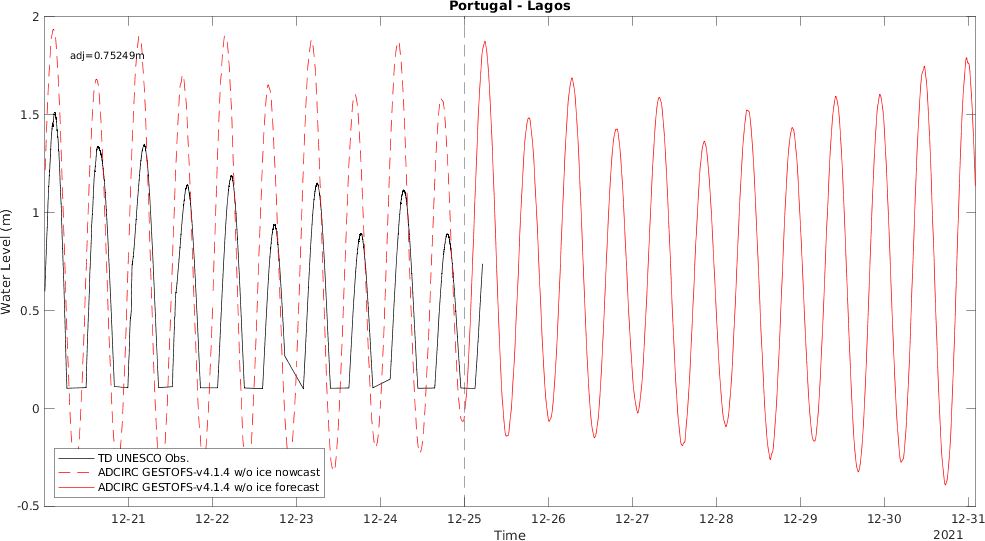 Portugal - Lagos
adj=0.75249m
Water Level (m)
2
1.5
1
0.5
0
-0.5
TD UNESCO Obs.
ADCIRC GESTOFS-v4.1.4 w/o ice nowcast
ADCIRC GESTOFS-v4.1.4 w/o ice forecast
12-21 12-22 12-23 12-24 12-25 12-26 12-27 12-28 12-29 12-30 12-31
Time
2021